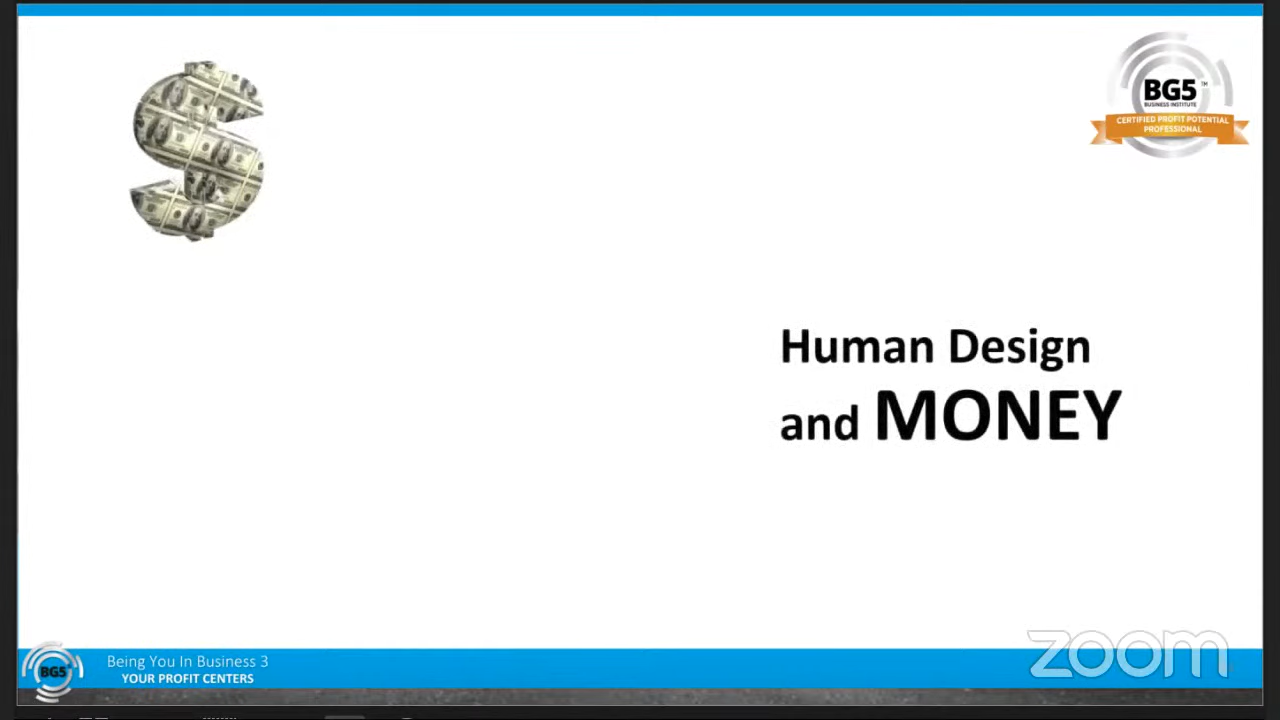 BG5™
BUSINESS INSTITUTE
CERTIFIED PROFIT POTENTIAL
PROFESSIONAL
Human Design
and MONEY
BG5
Being You In Business 3
YOUR PROFIT CENTERS
zoom